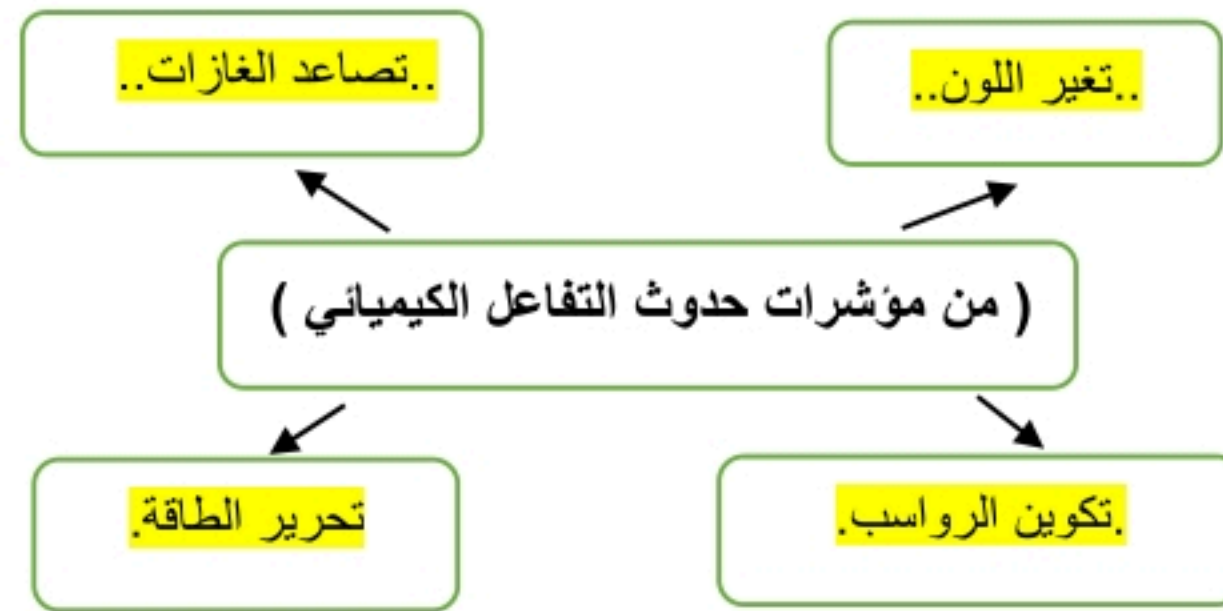 ..تغير اللون..
..تصاعد الغازات..
( من مؤشرات حدوث التفاعل الكيميائي )
.تكوين الرواسب.
تحرير الطاقة.